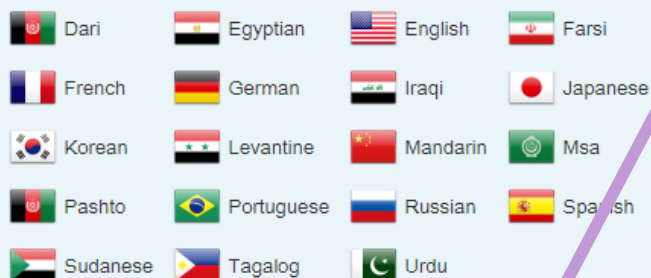 Dari Egyptian English Farsi
French German Iraqi Japanese
Korean Levantine Mandarin Msa
Pashto Portuguese Russian Spanish
Sudanese Tagalog Urdu